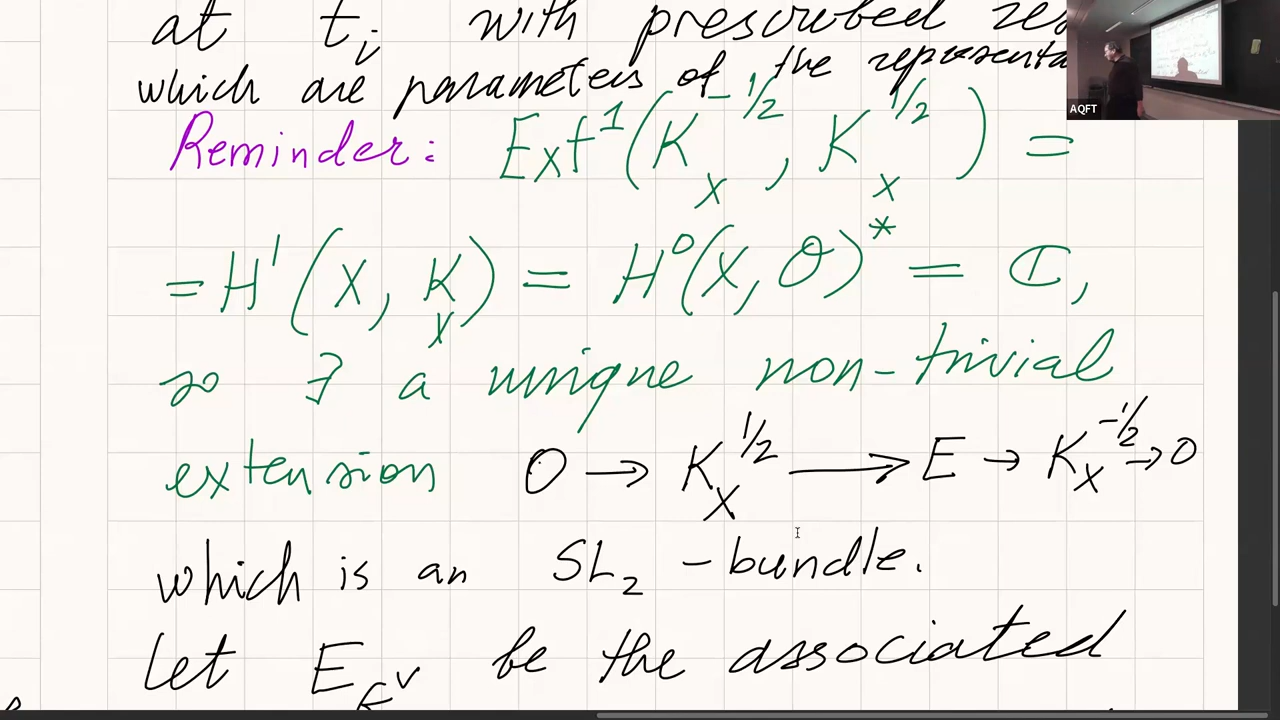 at t_i with prescribed res
which are parameters of the representa
AQFT
Reminder: Ext^1(K_X^{-1/2}, K_X^{1/2}) =
= H^1(X, K_X) = H^0(X, O)^* = ℂ,
so ∃ a unique non-trivial
extension 0 → K_X^{1/2} → E → K_X^{-1/2} → 0
which is an SL_2 -bundle.
Let E be the associated